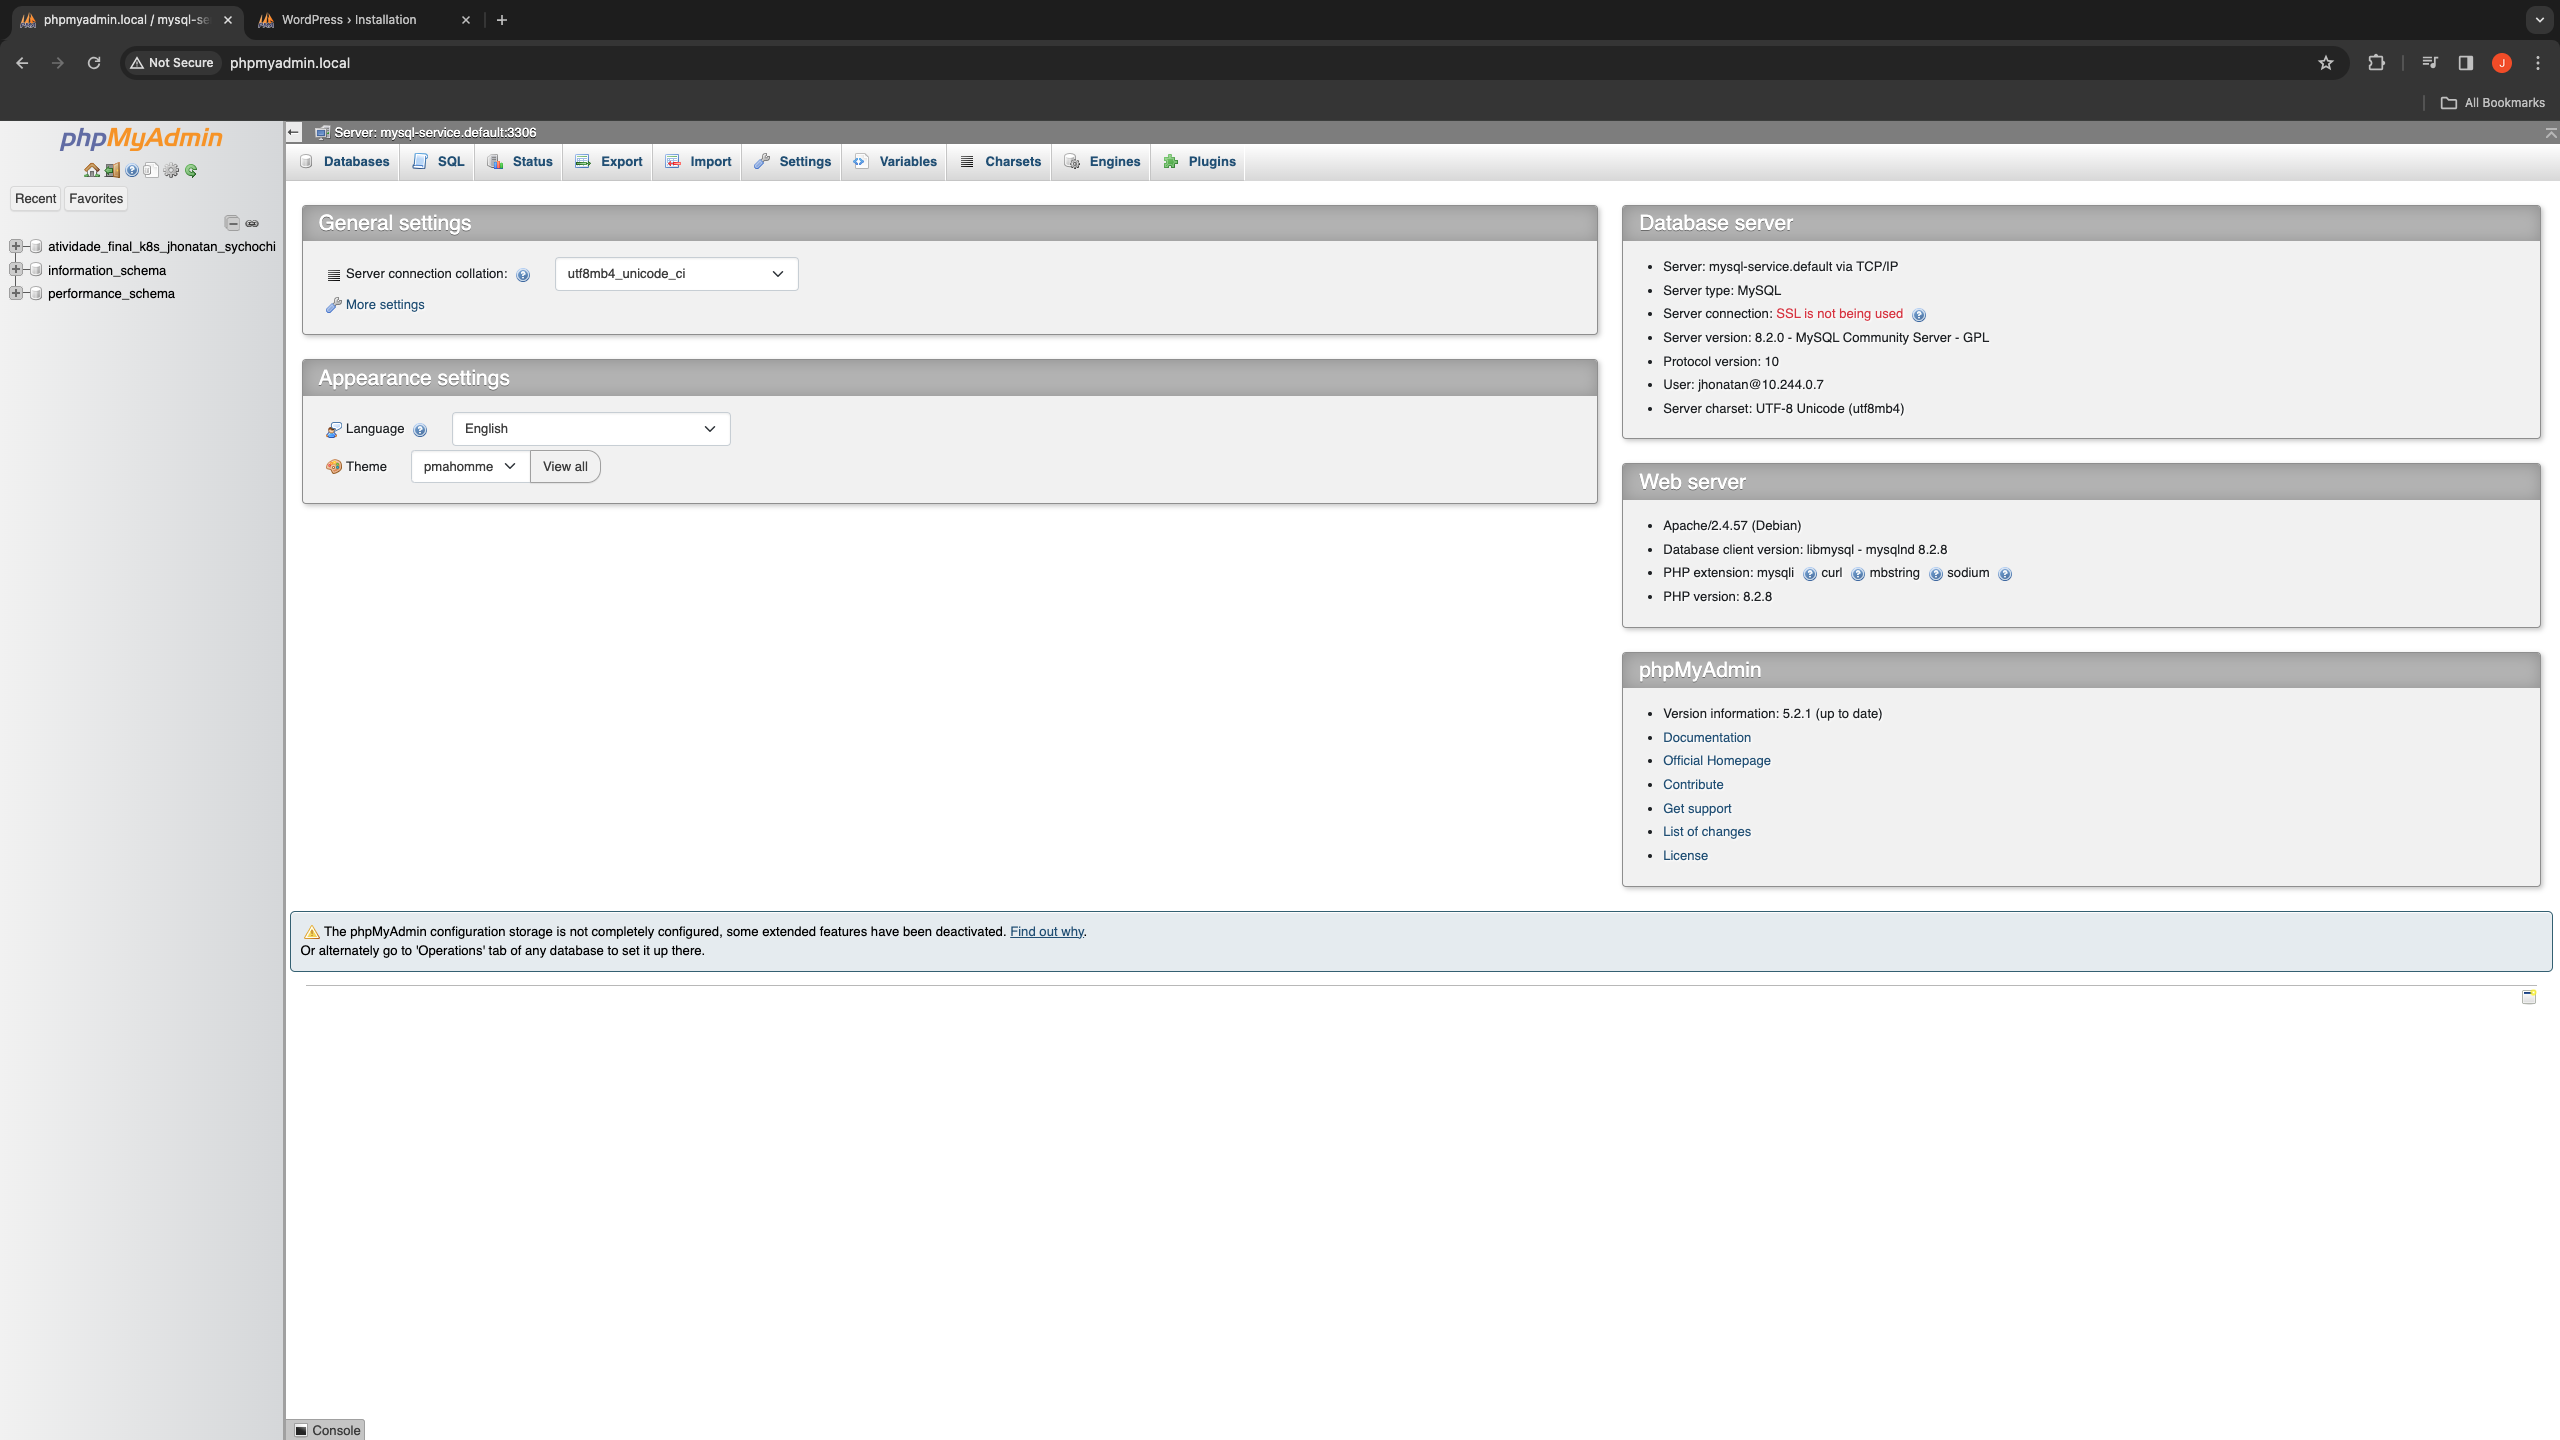 phpmyadmin.local / mysql-se
WordPress › Installation
Not Secure
phpmyadmin.local
J
All Bookmarks
phpMyAdmin
Recent
Favorites
atividade_final_k8s_jhonatan_sychochi
information_schema
performance_schema
Server: mysql-service.default:3306
Databases
SQL
Status
Export
Import
Settings
Variables
Charsets
Engines
Plugins
General settings
Server connection collation:
utf8mb4_unicode_ci
More settings
Appearance settings
Language
English
Theme
pmahomme
View all
Database server
Server: mysql-service.default via TCP/IP
Server type: MySQL
Server connection: SSL is not being used
Server version: 8.2.0 - MySQL Community Server - GPL
Protocol version: 10
User: jhonatan@10.244.0.7
Server charset: UTF-8 Unicode (utf8mb4)
Web server
Apache/2.4.57 (Debian)
Database client version: libmysql - mysqlnd 8.2.8
PHP extension: mysqli curl mbstring sodium
PHP version: 8.2.8
phpMyAdmin
Version information: 5.2.1 (up to date)
Documentation
Official Homepage
Contribute
Get support
List of changes
License
The phpMyAdmin configuration storage is not completely configured, some extended features have been deactivated. Find out why.
Or alternately go to 'Operations' tab of any database to set it up there.
Console